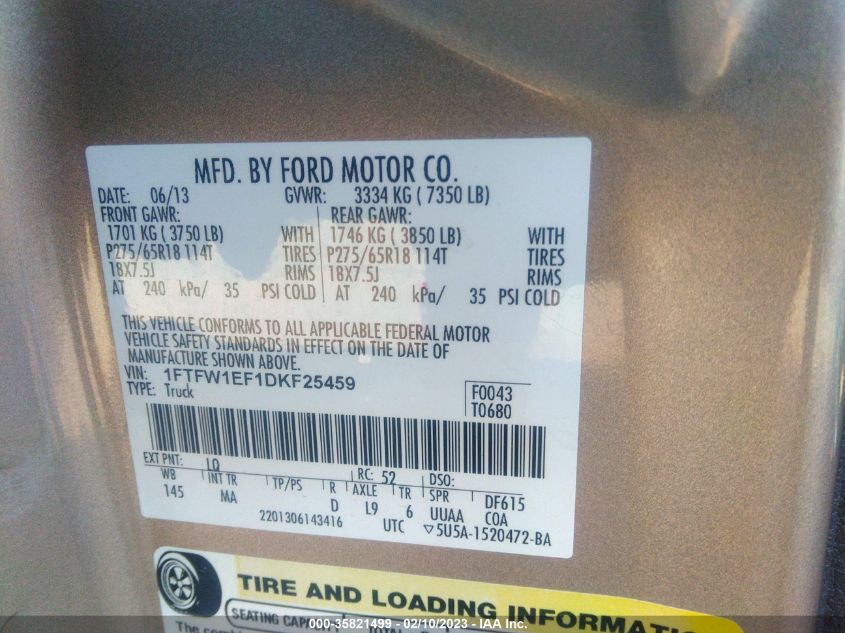 MFD. BY FORD MOTOR CO.
DATE: 06/13 GVWR: 3334 KG ( 7350 LB)
FRONT GAWR: REAR GAWR:
1701 KG ( 3750 LB) WITH 1746 KG ( 3850 LB) WITH
P275/65R18 114T TIRES P275/65R18 114T TIRES
18X7.5J RIMS 18X7.5J RIMS
AT 240 kPa/ 35 PSI COLD AT 240 kPa/ 35 PSI COLD
THIS VEHICLE CONFORMS TO ALL APPLICABLE FEDERAL MOTOR
VEHICLE SAFETY STANDARDS IN EFFECT ON THE DATE OF
MANUFACTURE SHOWN ABOVE.
VIN: 1FTFW1EF1DKF25459
TYPE: Truck
F0043
T0680
EXT PNT: LQ RC: 52 DSO:
WB INT TR TP/PS R AXLE TR SPR DF615
145 MA D L9 6 UUAA COA
2201306143416 UTC ▽5U5A-1520472-BA
TIRE AND LOADING INFORMATION
SEATING CAPACITY
000-35821499 - 02/10/2023 - IAA Inc.